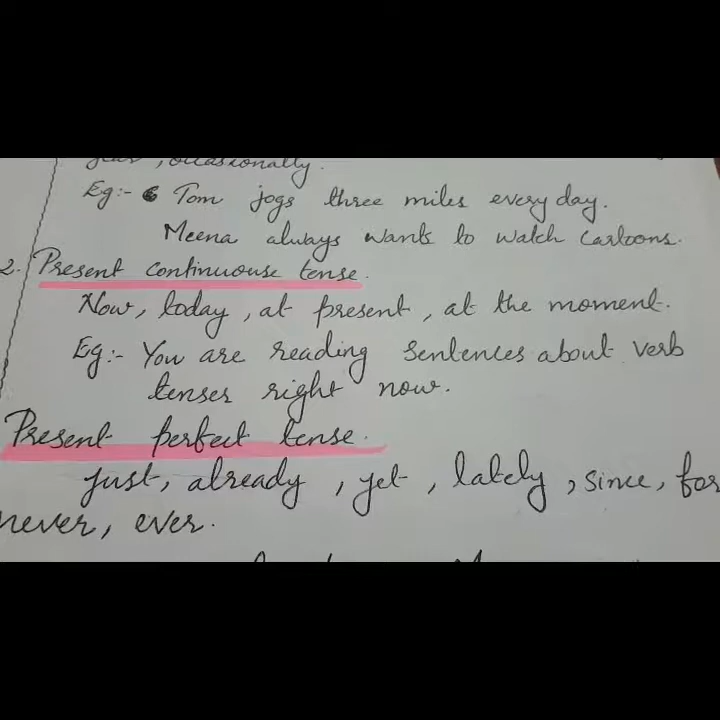 year, occasionally.
Eg:- Tom jogs three miles every day.
Meena always wants to watch cartoons.
2. Present continuouse tense.
Now, today, at present, at the moment.
Eg:- You are reading sentences about verb
tenses right now.
Present perfect tense.
just, already, yet, lately, since, for
never, ever.